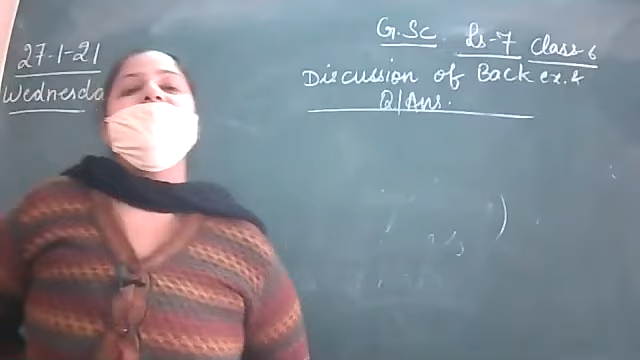 27-1-21
Wednesda
G.Sc Ls-7 Class-6
Discussion of Back ex. &
Q/Ans.